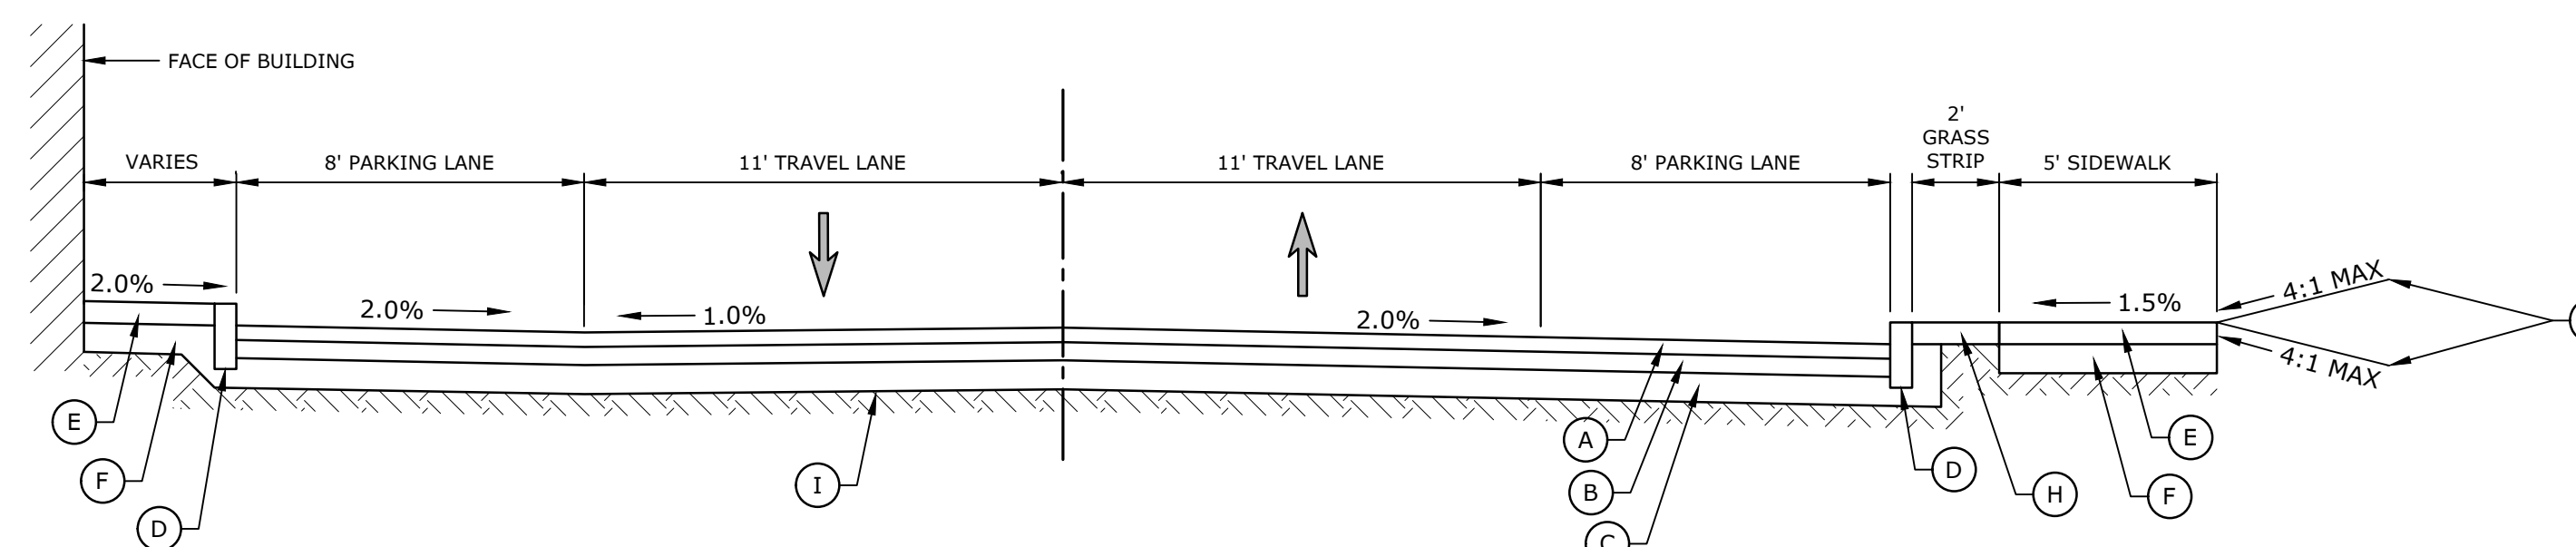 FACE OF BUILDING
2'
GRASS
STRIP
VARIES
8' PARKING LANE
11' TRAVEL LANE
11' TRAVEL LANE
8' PARKING LANE
5' SIDEWALK
2.0%
2.0%
1.0%
2.0%
1.5%
4:1 MAX
4:1 MAX
E
F
D
I
A
B
C
D
H
F
E